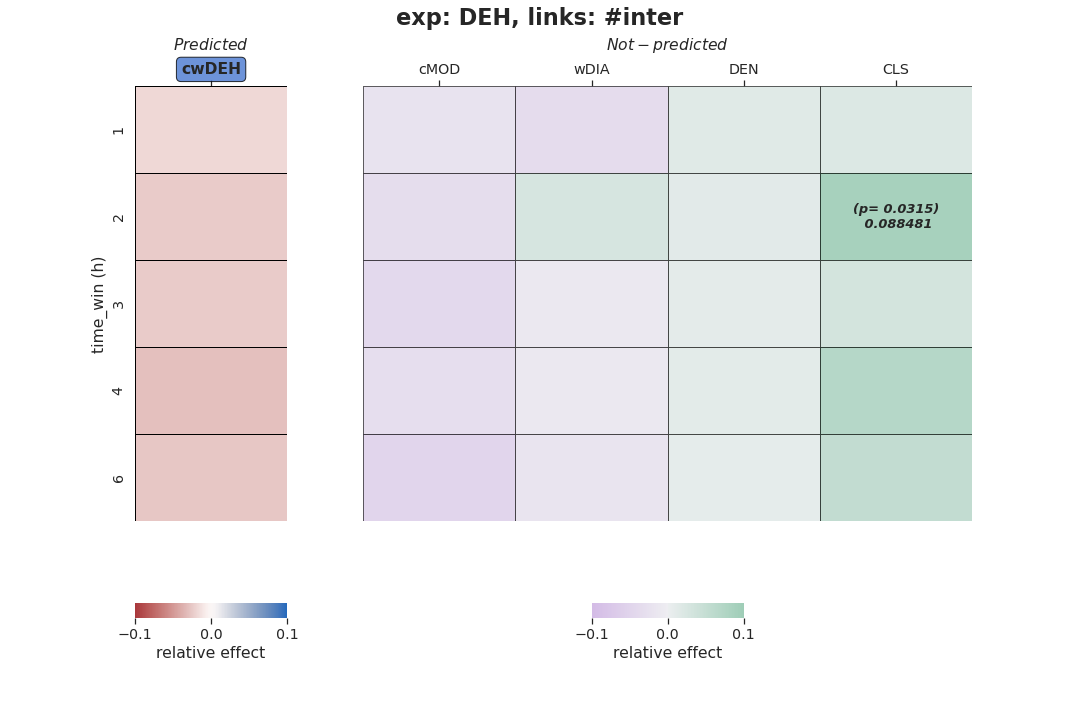 exp: DEH, links: #inter
Predicted
Not − predicted
cwDEH
cMOD
wDIA
DEN
CLS
time_win (h)
1
2
3
4
6
(p= 0.0315)
0.088481
−0.1 0.0 0.1
relative effect
−0.1 0.0 0.1
relative effect